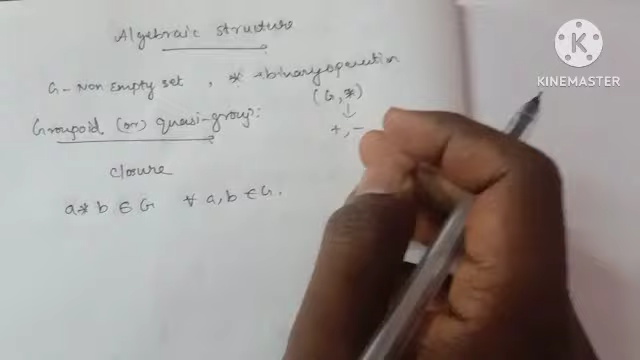 Algebraic structure
G - Non Empty set , * → binary operation
(G, *)
↓
+, -
Groupoid (or) quasi-group:
closure
a * b ∈ G ∀ a, b ∈ G.
KINEMASTER